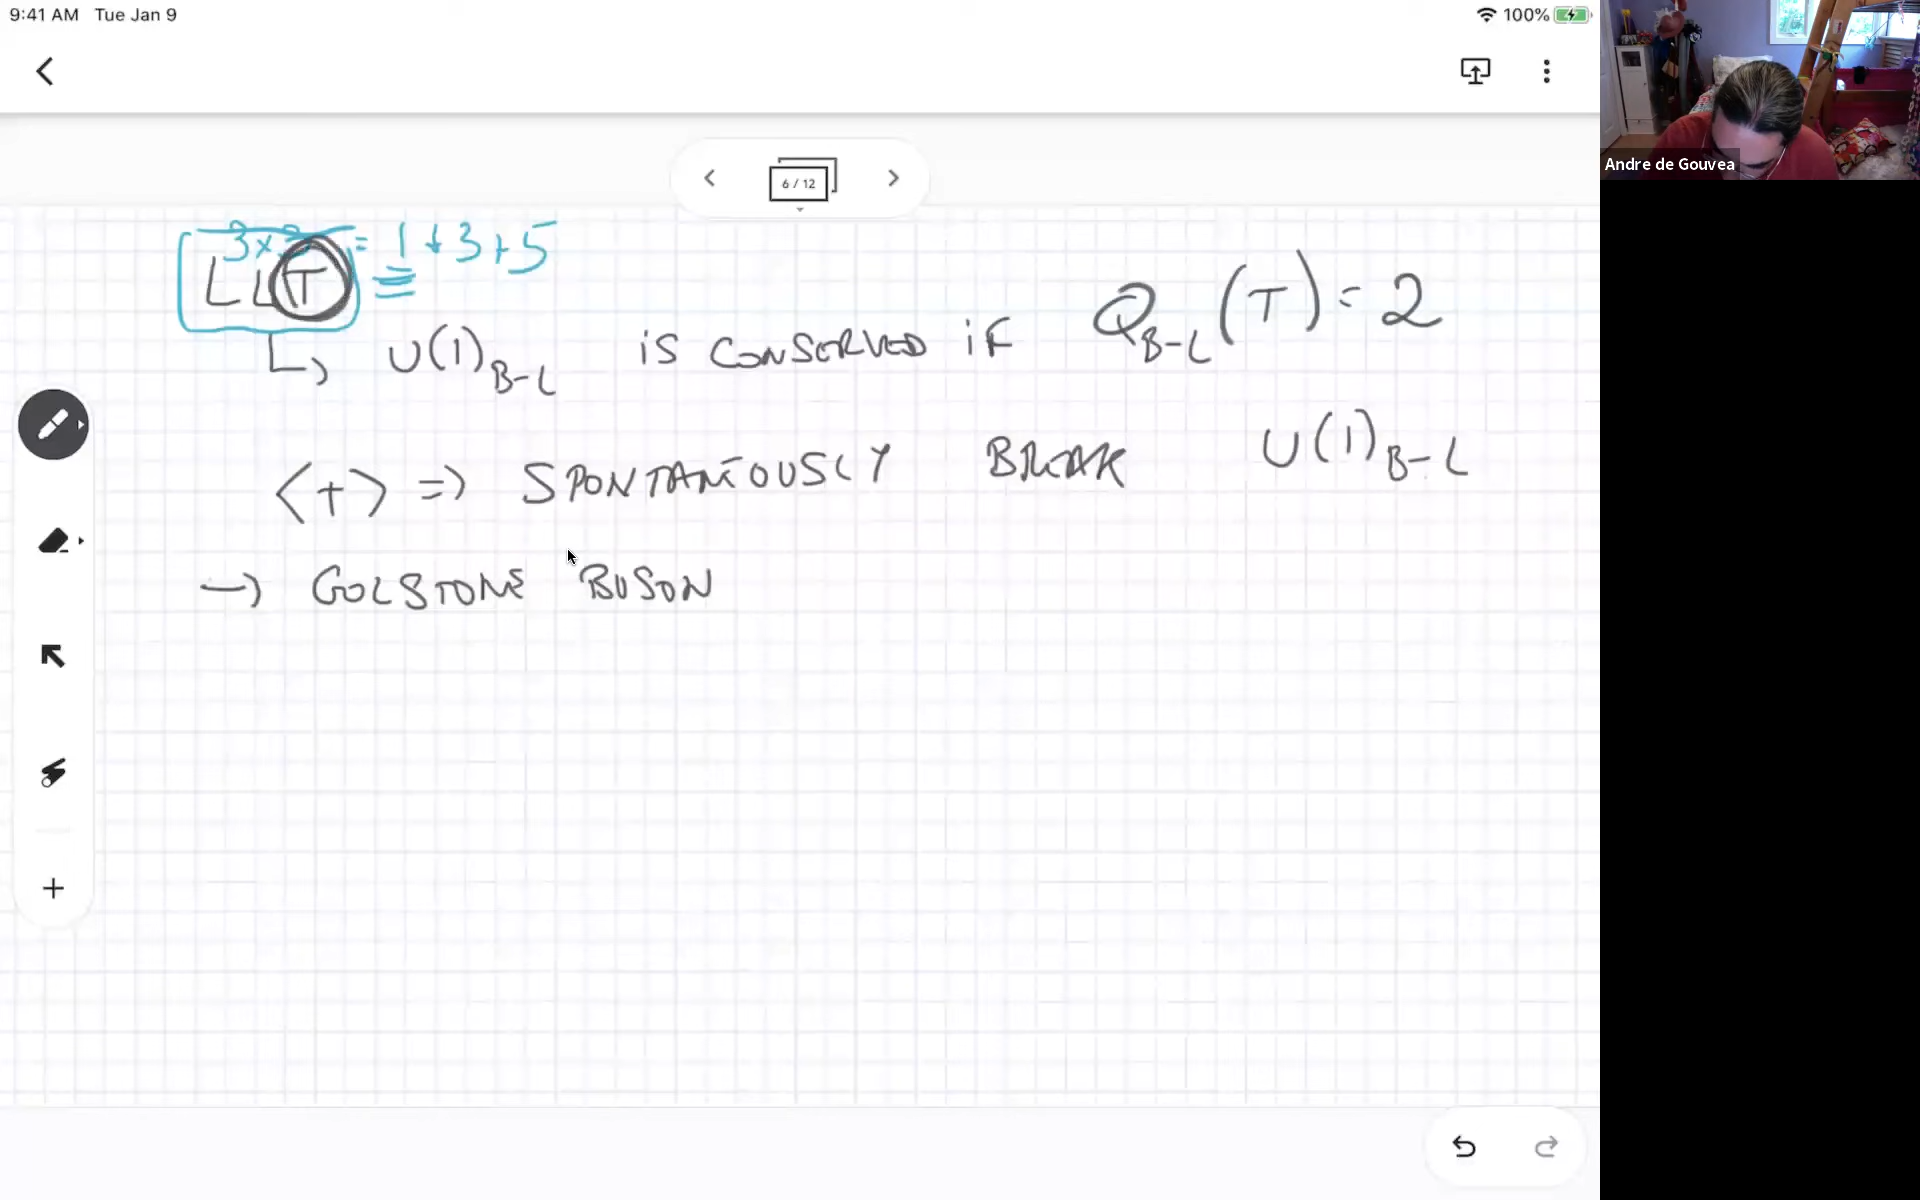 9:41 AM Tue Jan 9
100%
6 / 12
Andre de Gouvea
3 x 3 = 1 + 3 + 5
L L T
↳ U(1)B-L is CONSERVED iF QB-L(T) = 2
<T> => SPONTANEOUSLY BREAK U(1)B-L
→ GOLSTONE BOSON